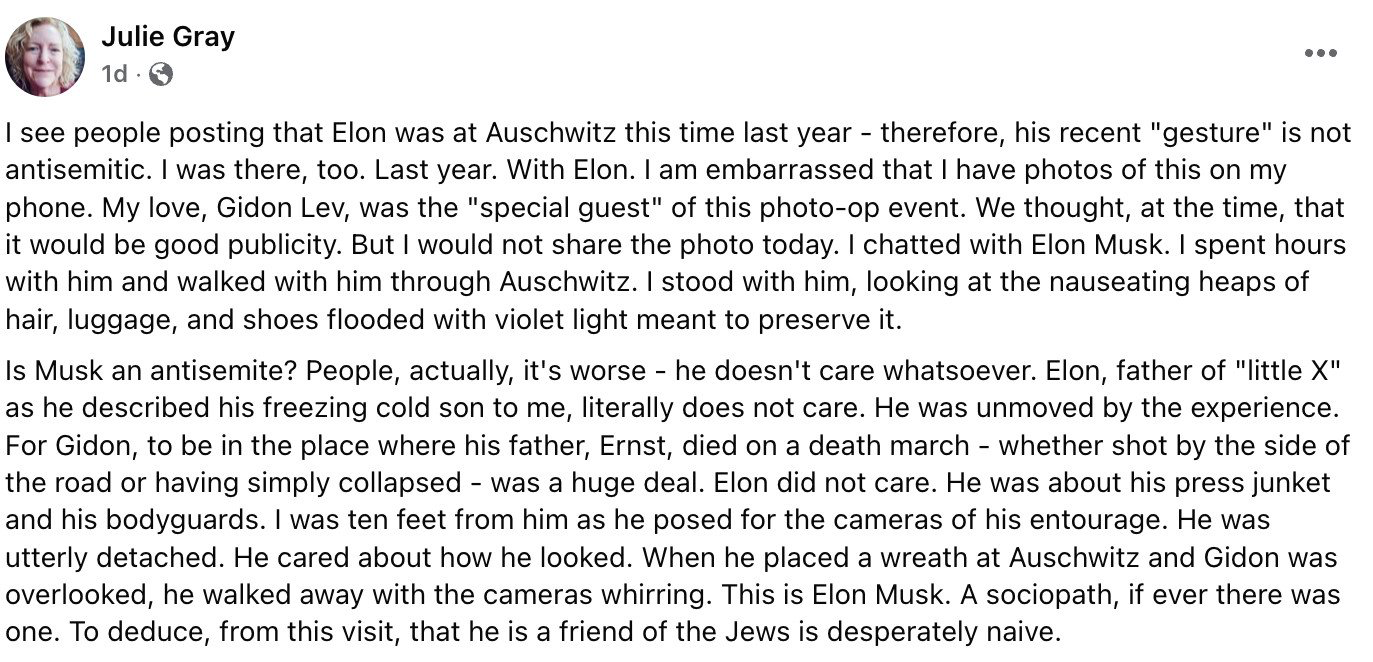 Julie Gray
1d ·
I see people posting that Elon was at Auschwitz this time last year - therefore, his recent "gesture" is not
antisemitic. I was there, too. Last year. With Elon. I am embarrassed that I have photos of this on my
phone. My love, Gidon Lev, was the "special guest" of this photo-op event. We thought, at the time, that
it would be good publicity. But I would not share the photo today. I chatted with Elon Musk. I spent hours
with him and walked with him through Auschwitz. I stood with him, looking at the nauseating heaps of
hair, luggage, and shoes flooded with violet light meant to preserve it.
Is Musk an antisemite? People, actually, it's worse - he doesn't care whatsoever. Elon, father of "little X"
as he described his freezing cold son to me, literally does not care. He was unmoved by the experience.
For Gidon, to be in the place where his father, Ernst, died on a death march - whether shot by the side of
the road or having simply collapsed - was a huge deal. Elon did not care. He was about his press junket
and his bodyguards. I was ten feet from him as he posed for the cameras of his entourage. He was
utterly detached. He cared about how he looked. When he placed a wreath at Auschwitz and Gidon was
overlooked, he walked away with the cameras whirring. This is Elon Musk. A sociopath, if ever there was
one. To deduce, from this visit, that he is a friend of the Jews is desperately naive.